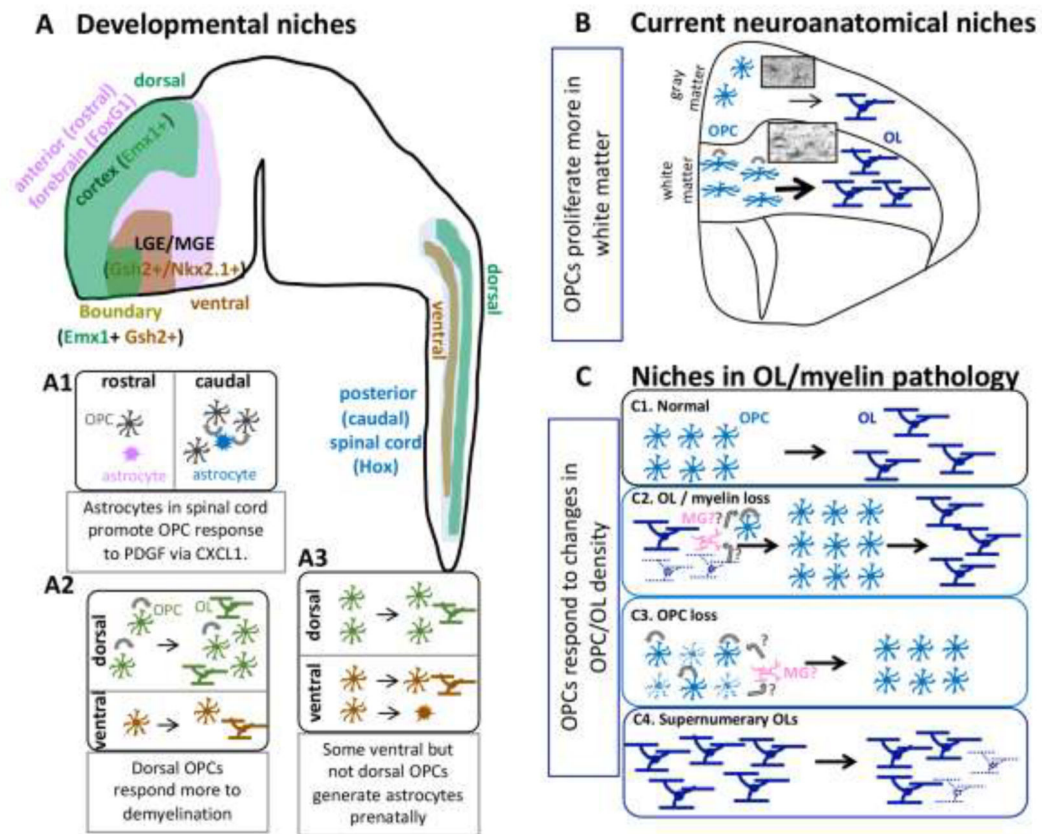 A Developmental niches
dorsal
anterior (rostral)
forebrain (FoxG1)
cortex (Emx1+)
LGE/MGE
(Gsh2+/Nkx2.1+)
Boundary
ventral
(Emx1+ Gsh2+)
ventral
dorsal
posterior
(caudal)
spinal cord
(Hox)
A1
rostral
caudal
OPC
astrocyte
astrocyte
Astrocytes in spinal cord
promote OPC response
to PDGF via CXCL1.
A2
dorsal
OPC
OL
ventral
Dorsal OPCs
respond more to
demyelination
A3
dorsal
ventral
Some ventral but
not dorsal OPCs
generate astrocytes
prenatally
B Current neuroanatomical niches
OPCs proliferate more in
white matter
gray
matter
OPC
OL
white
matter
C Niches in OL/myelin pathology
OPCs respond to changes in
OPC/OL density
C1. Normal
OPC
OL
C2. OL / myelin loss
MG?
?
?
C3. OPC loss
?
MG?
?
C4. Supernumerary OLs